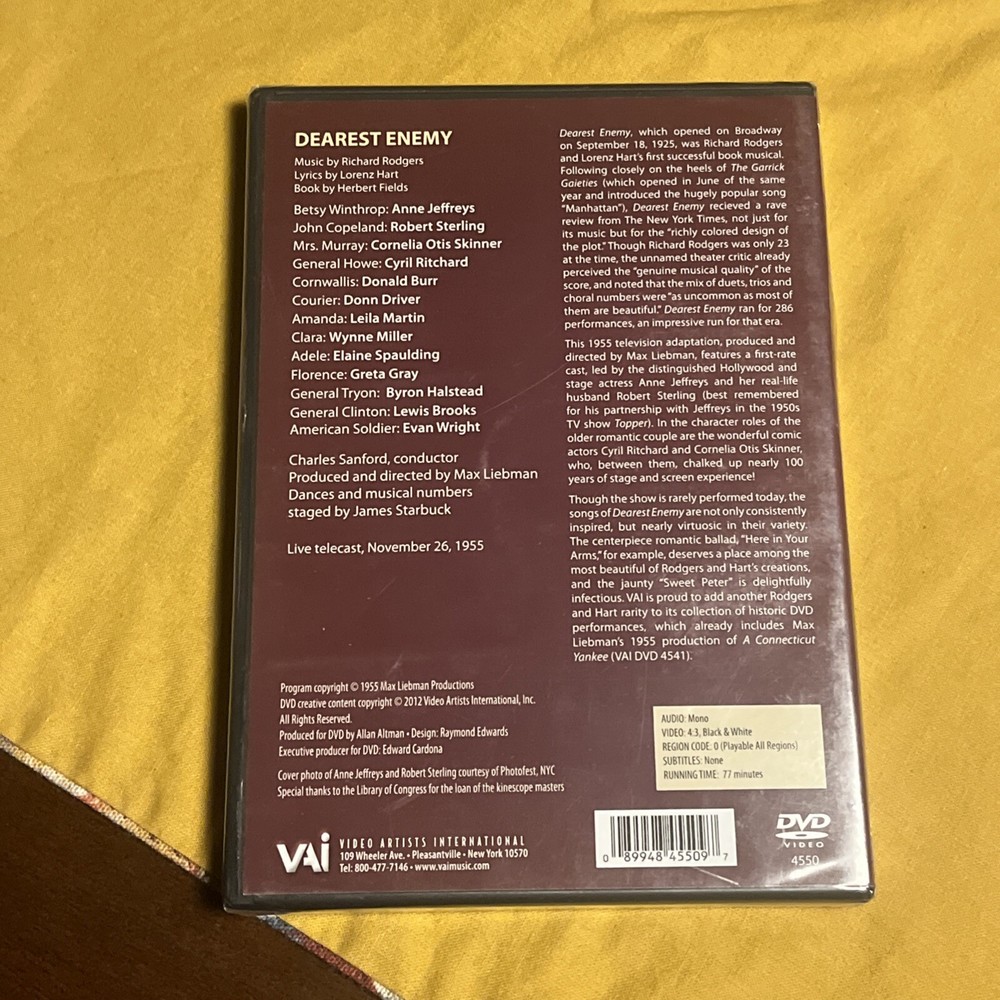 DEAREST ENEMY
Music by Richard Rodgers
Lyrics by Lorenz Hart
Book by Herbert Fields
Betsy Winthrop: Anne Jeffreys
John Copeland: Robert Sterling
Mrs. Murray: Cornelia Otis Skinner
General Howe: Cyril Ritchard
Cornwallis: Donald Burr
Courier: Donn Driver
Amanda: Leila Martin
Clara: Wynne Miller
Adele: Elaine Spaulding
Florence: Greta Gray
General Tryon: Byron Halstead
General Clinton: Lewis Brooks
American Soldier: Evan Wright
Charles Sanford, conductor
Produced and directed by Max Liebman
Dances and musical numbers
staged by James Starbuck
Live telecast, November 26, 1955
Dearest Enemy, which opened on Broadway
on September 18, 1925, was Richard Rodgers
and Lorenz Hart's first successful book musical.
Following closely on the heels of The Garrick
Gaieties (which opened in June of the same
year and introduced the hugely popular song
"Manhattan"), Dearest Enemy recieved a rave
review from The New York Times, not just for
its music but for the "richly colored design of
the plot." Though Richard Rodgers was only 23
at the time, the unnamed theater critic already
perceived the "genuine musical quality" of the
score, and noted that the mix of duets, trios and
choral numbers were "as uncommon as most of
them are beautiful." Dearest Enemy ran for 286
performances, an impressive run for that era.
This 1955 television adaptation, produced and
directed by Max Liebman, features a first-rate
cast, led by the distinguished Hollywood and
stage actress Anne Jeffreys and her real-life
husband Robert Sterling (best remembered
for his partnership with Jeffreys in the 1950s
TV show Topper). In the character roles of the
older romantic couple are the wonderful comic
actors Cyril Ritchard and Cornelia Otis Skinner,
who, between them, chalked up nearly 100
years of stage and screen experience!
Though the show is rarely performed today, the
songs of Dearest Enemy are not only consistently
inspired, but nearly virtuosic in their variety.
The centerpiece romantic ballad, "Here in Your
Arms," for example, deserves a place among the
most beautiful of Rodgers and Hart's creations,
and the jaunty "Sweet Peter" is delightfully
infectious. VAI is proud to add another Rodgers
and Hart rarity to its collection of historic DVD
performances, which already includes Max
Liebman's 1955 production of A Connecticut
Yankee (VAI DVD 4541).
Program copyright © 1955 Max Liebman Productions
DVD creative content copyright © 2012 Video Artists International, Inc.
All Rights Reserved.
Produced for DVD by Allan Altman • Design: Raymond Edwards
Executive producer for DVD: Edward Cardona
Cover photo of Anne Jeffreys and Robert Sterling courtesy of Photofest, NYC
Special thanks to the Library of Congress for the loan of the kinescope masters
AUDIO: Mono
VIDEO: 4:3, Black & White
REGION CODE: 0 (Playable All Regions)
SUBTITLES: None
RUNNING TIME: 77 minutes
VAI VIDEO ARTISTS INTERNATIONAL
109 Wheeler Ave. • Pleasantville • New York 10570
Tel: 800-477-7146 • www.vaimusic.com
0 89948 45509 7
DVD
VIDEO
4550